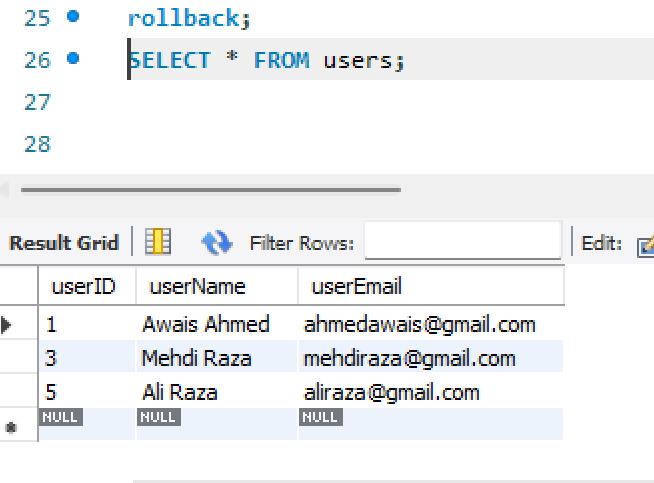 25 rollback;
26 SELECT * FROM users;
27
28
Result Grid Filter Rows: Edit:
userID userName userEmail
1 Awais Ahmed ahmedawais@gmail.com
3 Mehdi Raza mehdiraza@gmail.com
5 Ali Raza aliraza@gmail.com
NULL NULL NULL